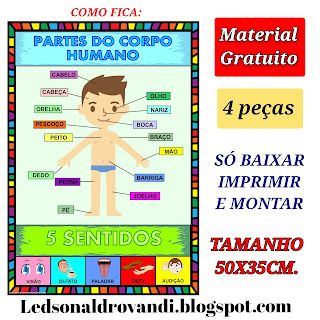 COMO FICA:
PARTES DO CORPO
HUMANO
CABELO
CABEÇA
OLHO
ORELHA
NARIZ
PESCOÇO
BOCA
PEITO
BRAÇO
MÃO
DEDO
PERNA
BARRIGA
JOELHO
PÉ
5 SENTIDOS
VISÃO
OLFATO
PALADAR
TATO
AUDIÇÃO
Material
Gratuito
4 peças
SÓ BAIXAR
IMPRIMIR
E MONTAR
TAMANHO
50X35CM.
Ledsonaldrovandi.blogspot.com